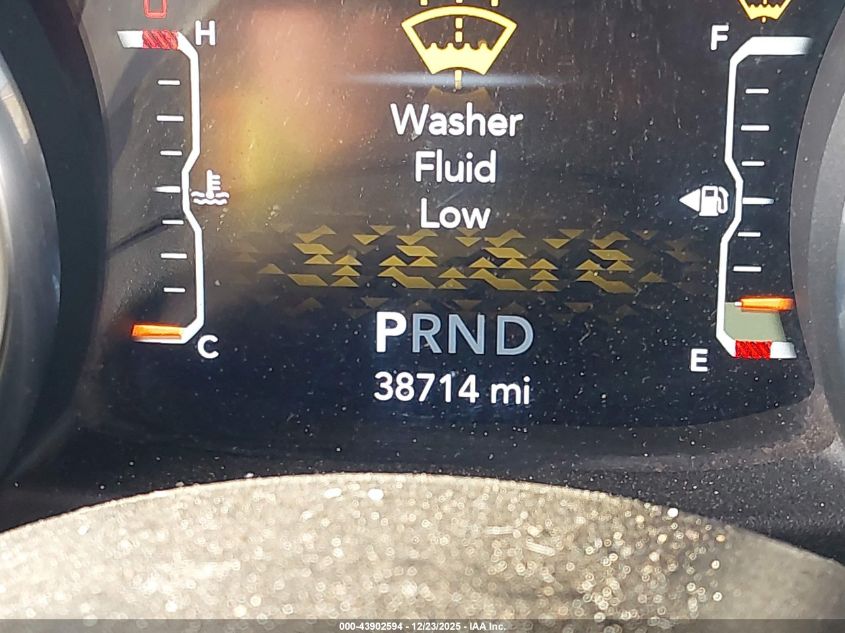 H
F
Washer
Fluid
Low
PRND
C
E
38714 mi
000-43902594 - 12/23/2025 - IAA Inc.